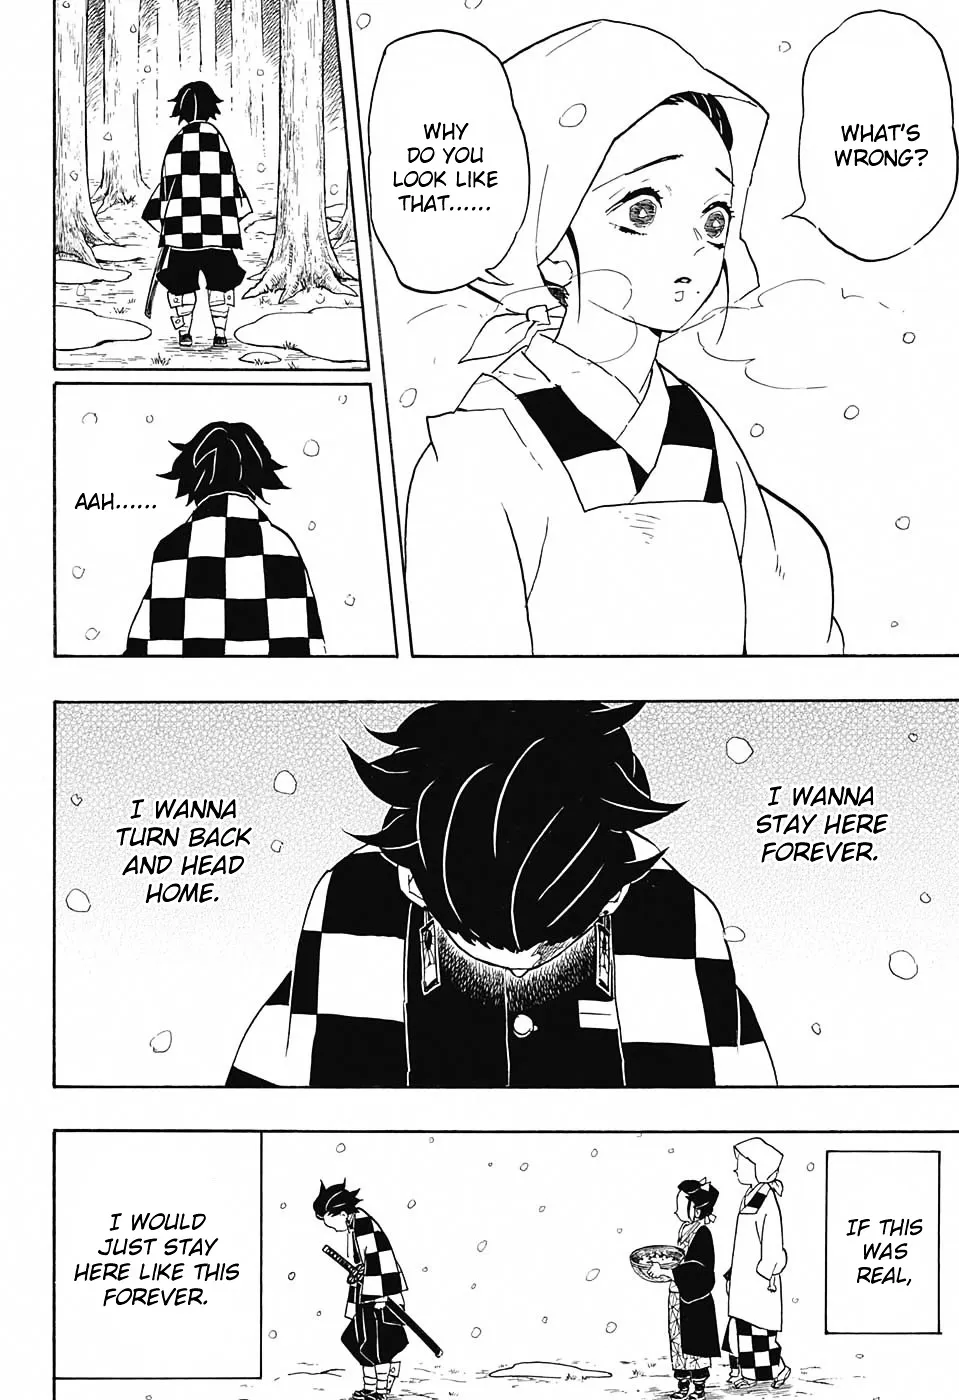 WHAT'S
WRONG?
WHY
DO YOU
LOOK LIKE
THAT......
AAH......
I WANNA
STAY HERE
FOREVER.
I WANNA
TURN BACK
AND HEAD
HOME.
IF THIS
WAS
REAL,
I WOULD
JUST STAY
HERE LIKE THIS
FOREVER.